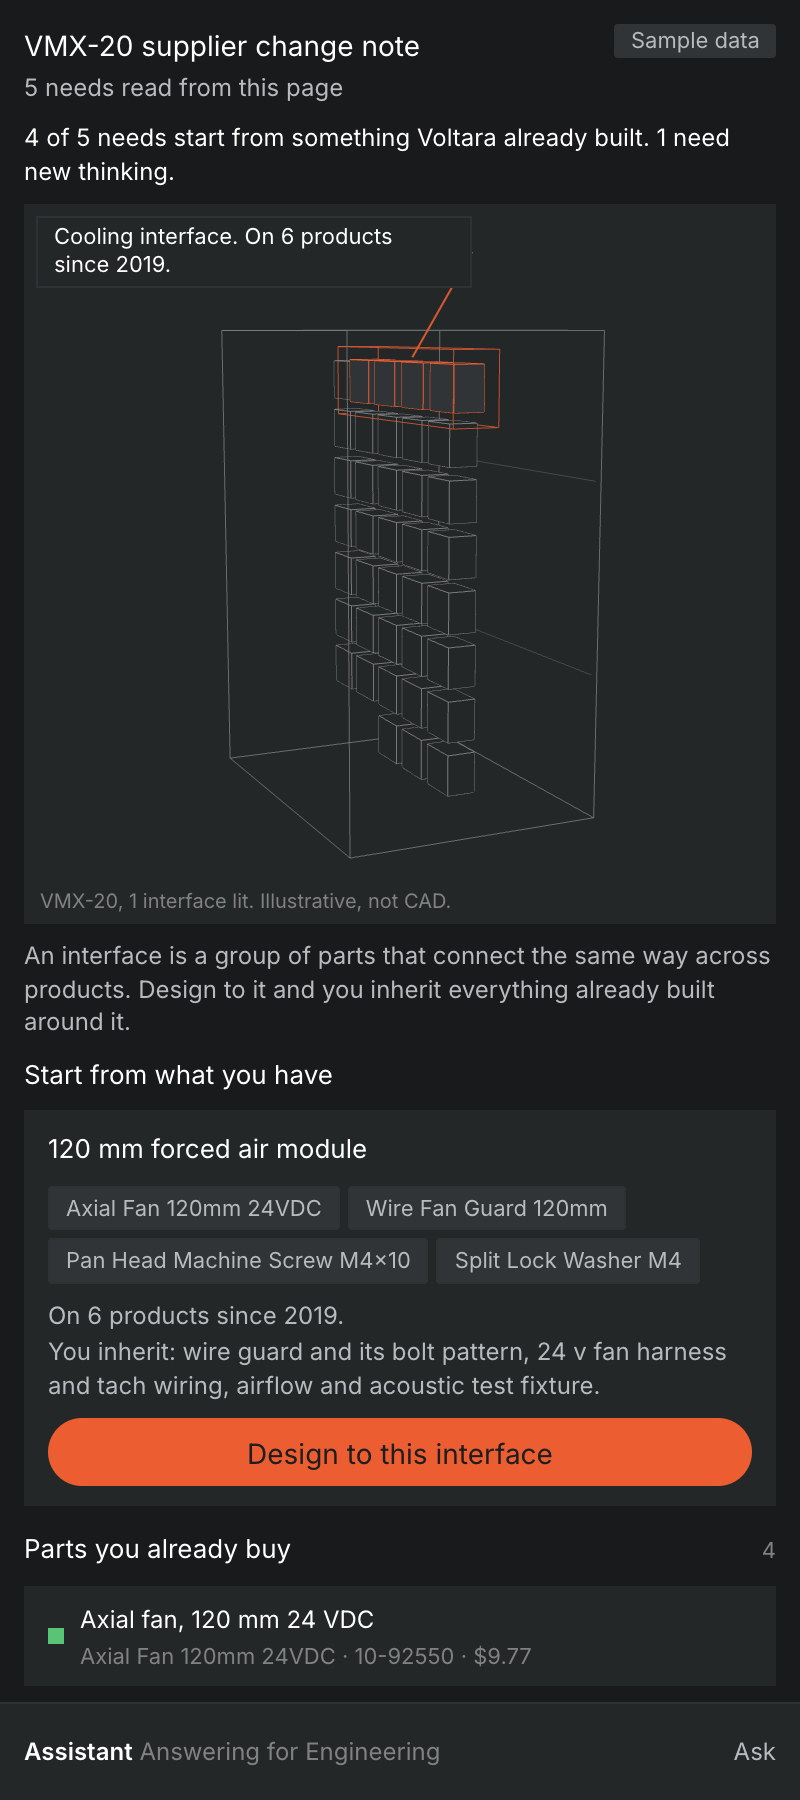 VMX-20 supplier change note
Sample data
5 needs read from this page
4 of 5 needs start from something Voltara already built. 1 need
new thinking.
Cooling interface. On 6 products
since 2019.
VMX-20, 1 interface lit. Illustrative, not CAD.
An interface is a group of parts that connect the same way across
products. Design to it and you inherit everything already built
around it.
Start from what you have
120 mm forced air module
Axial Fan 120mm 24VDC
Wire Fan Guard 120mm
Pan Head Machine Screw M4×10
Split Lock Washer M4
On 6 products since 2019.
You inherit: wire guard and its bolt pattern, 24 v fan harness
and tach wiring, airflow and acoustic test fixture.
Design to this interface
Parts you already buy
4
Axial fan, 120 mm 24 VDC
Axial Fan 120mm 24VDC · 10-92550 · $9.77
Assistant Answering for Engineering
Ask